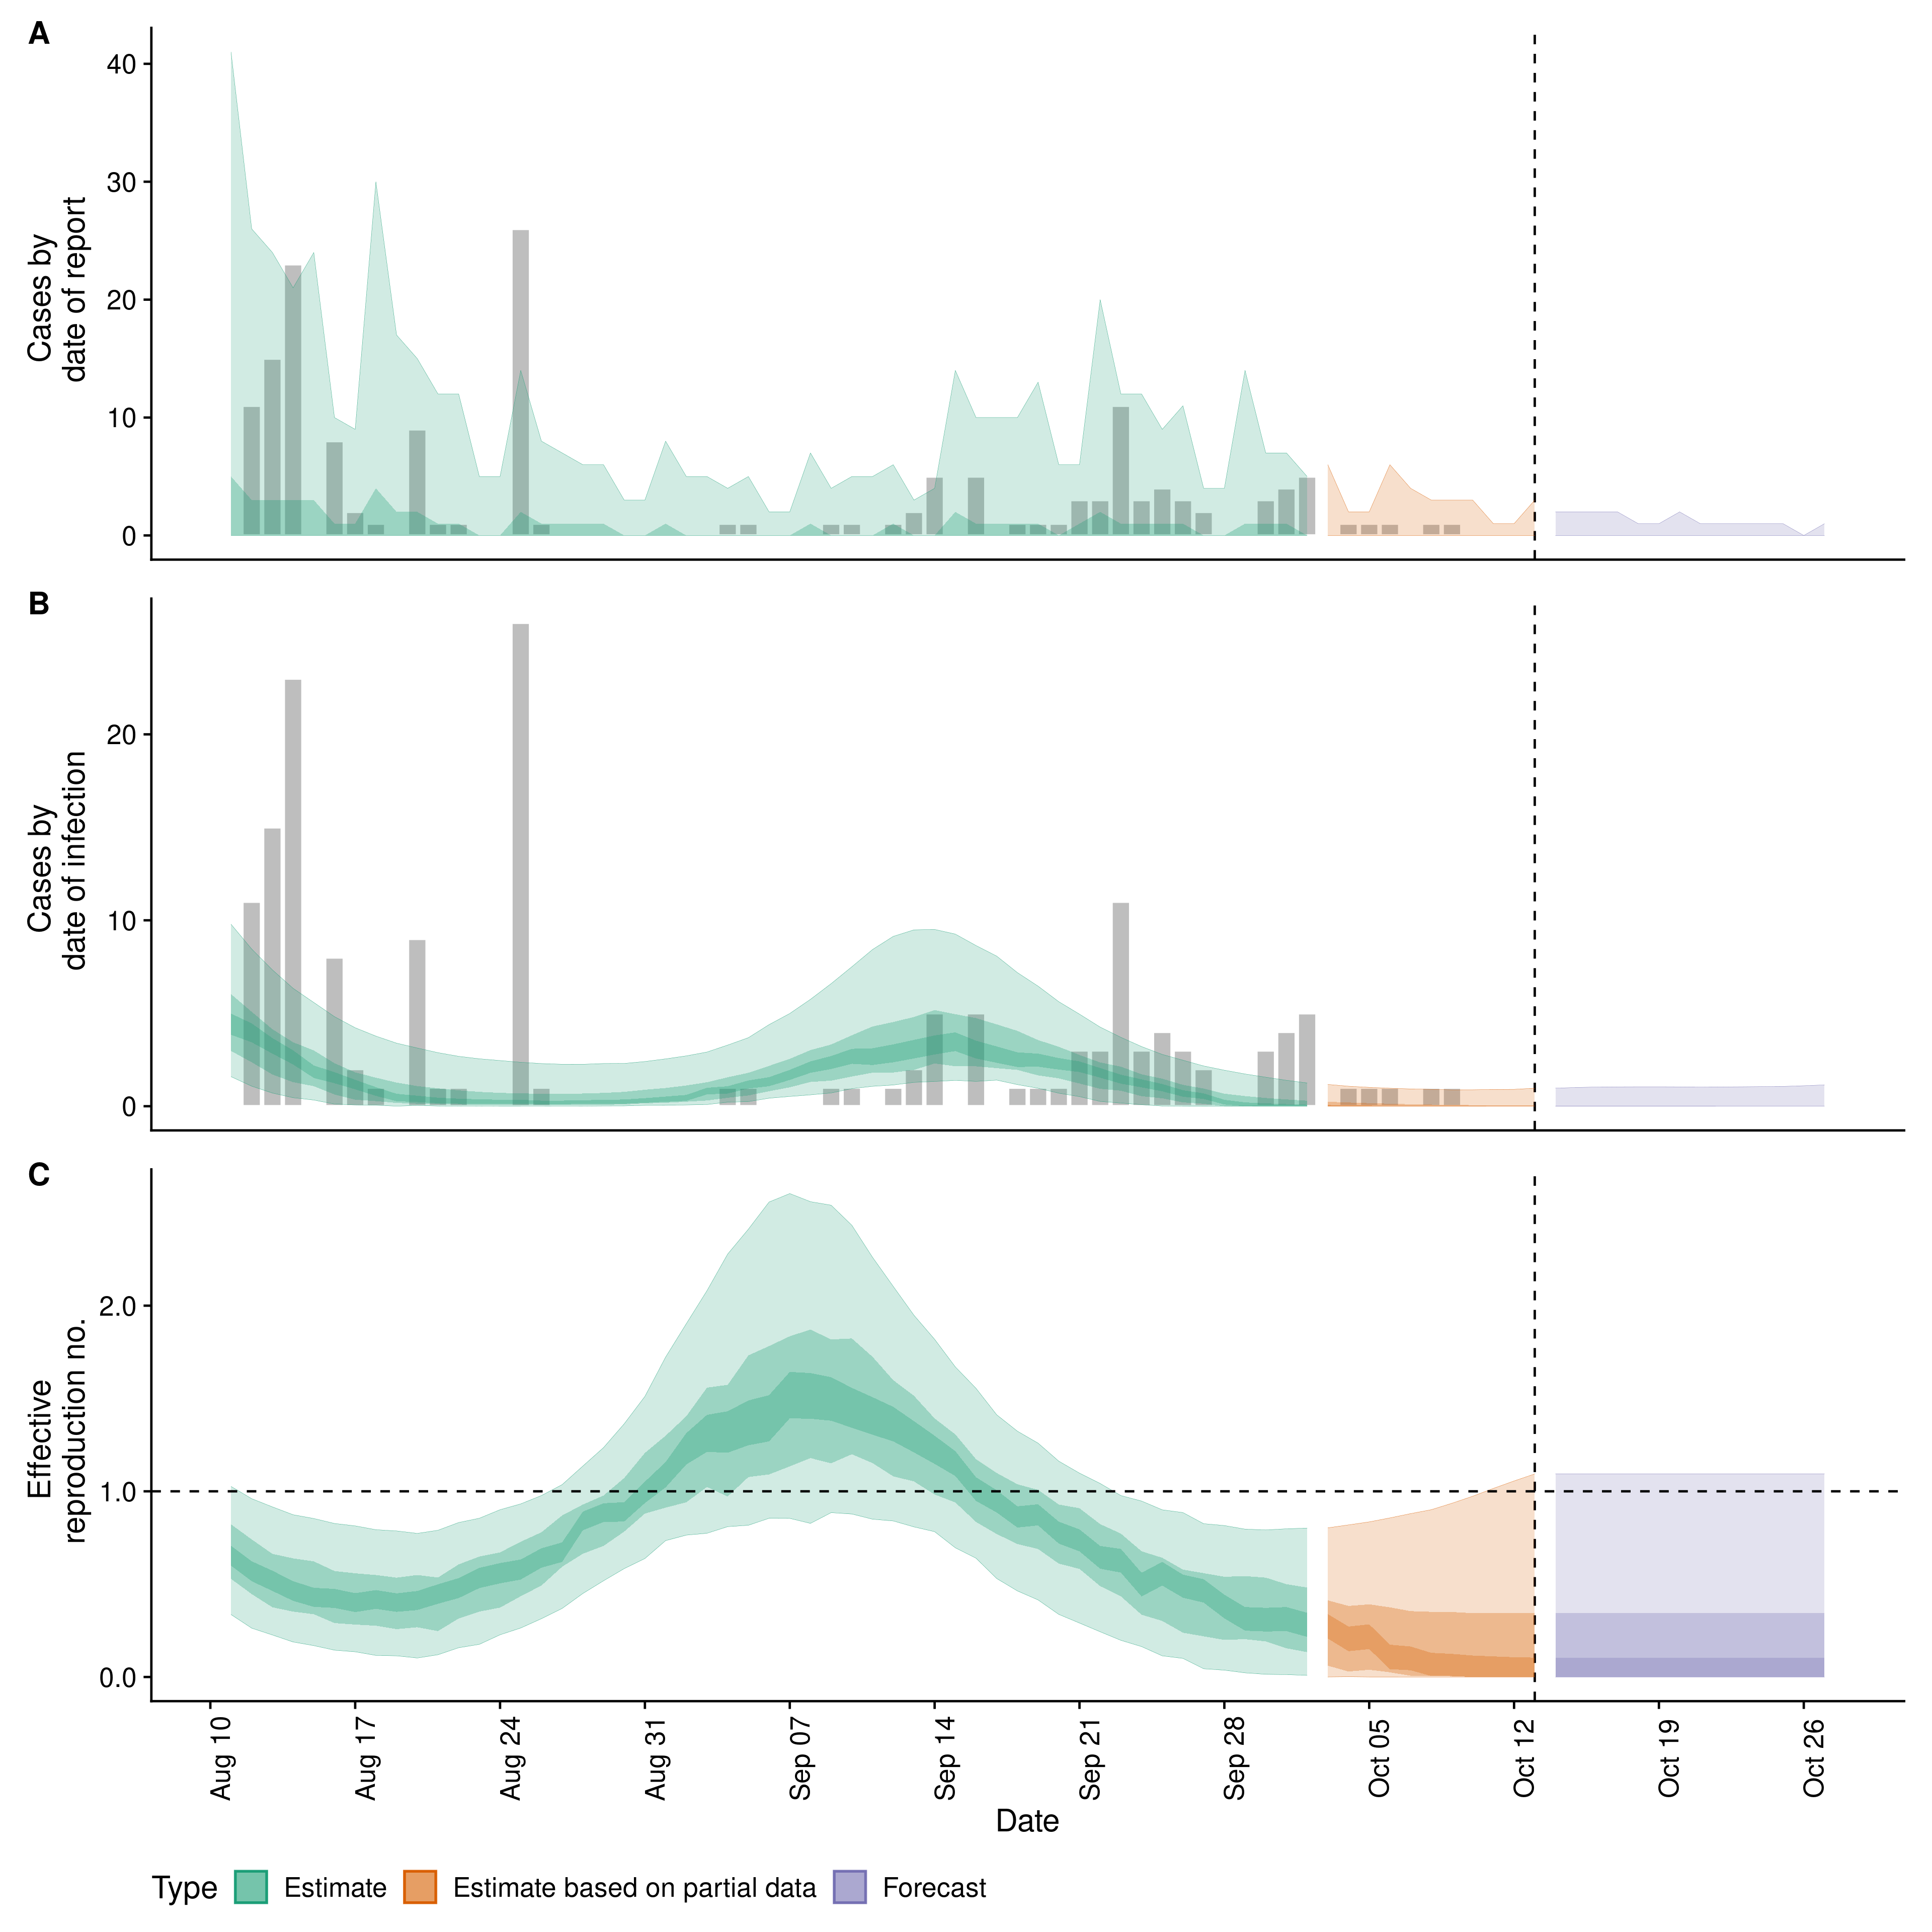 A
Cases by
date of report
40
30
20
10
0
B
Cases by
date of infection
20
10
0
C
Effective
reproduction no.
2.0
1.0
0.0
Aug 10
Aug 17
Aug 24
Aug 31
Sep 07
Sep 14
Sep 21
Sep 28
Oct 05
Oct 12
Oct 19
Oct 26
Date
Type Estimate Estimate based on partial data Forecast